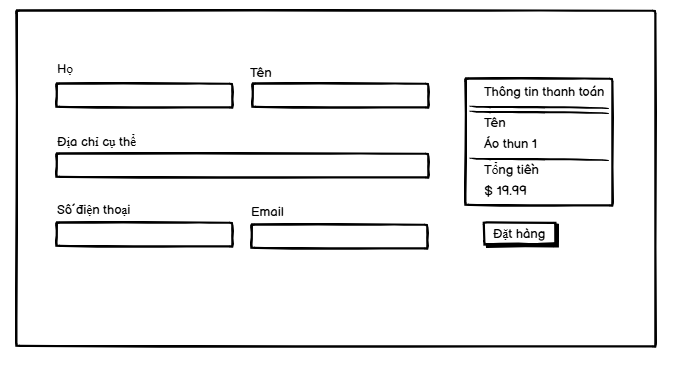 Họ
Tên
Địa chỉ cụ thể
Số điện thoại
Email
Thông tin thanh toán
Tên
Áo thun 1
Tổng tiền
$ 19.99
Đặt hàng